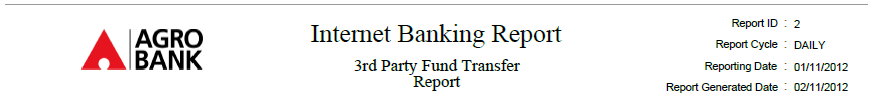 AGRO
BANK
Internet Banking Report
3rd Party Fund Transfer
Report
Report ID : 2
Report Cycle : DAILY
Reporting Date : 01/11/2012
Report Generated Date : 02/11/2012